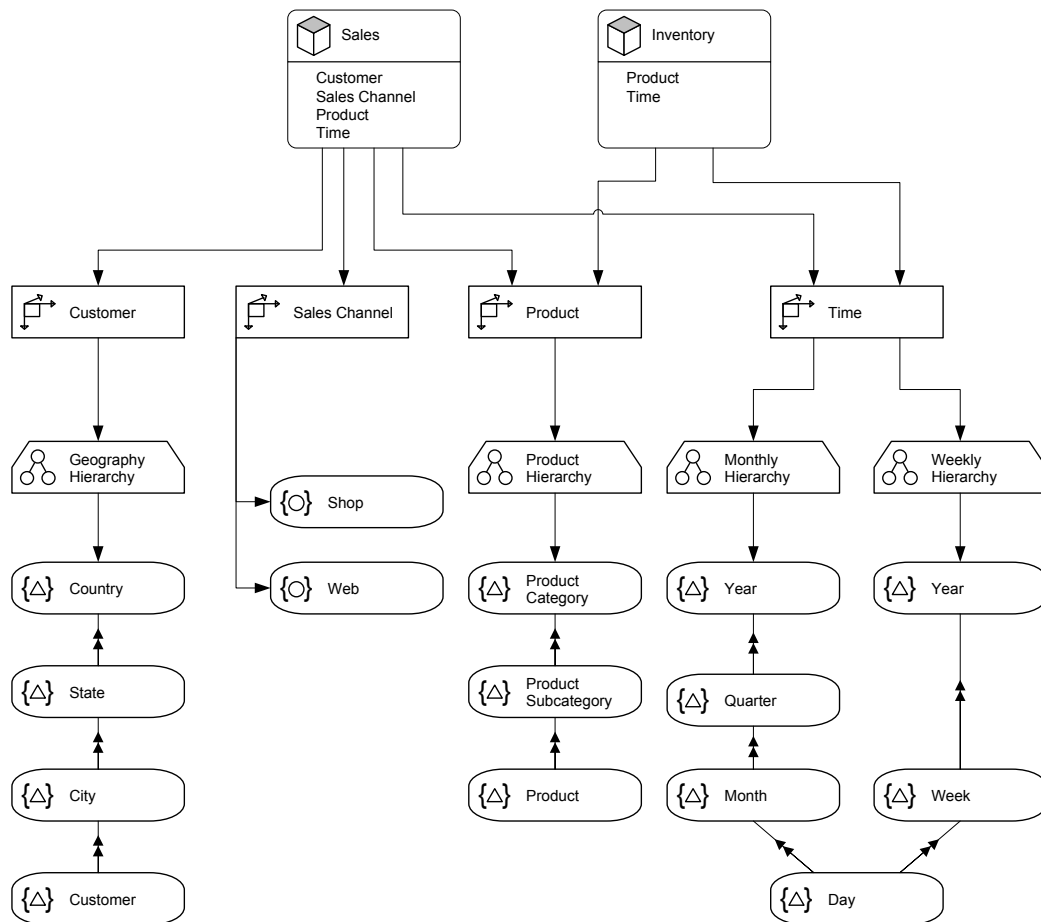 Sales
Customer
Sales Channel
Product
Time
Inventory
Product
Time
Customer
Sales Channel
Product
Time
Geography
Hierarchy
Product
Hierarchy
Monthly
Hierarchy
Weekly
Hierarchy
Shop
Country
Web
Product
Category
Year
Year
State
Product
Subcategory
Quarter
City
Product
Month
Week
Customer
Day